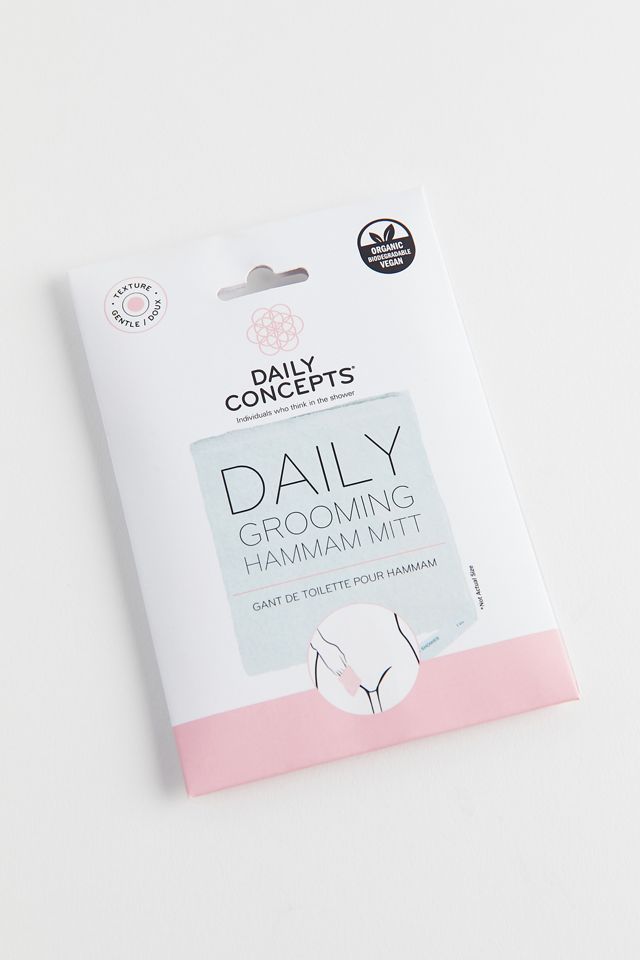 · TEXTURE ·
GENTLE / DOUX
ORGANIC
BIODEGRADABLE
VEGAN
DAILY
CONCEPTS®
Individuals who think in the shower
DAILY
GROOMING
HAMMAM MITT
GANT DE TOILETTE POUR HAMMAM
*Not Actual Size
SHOWER